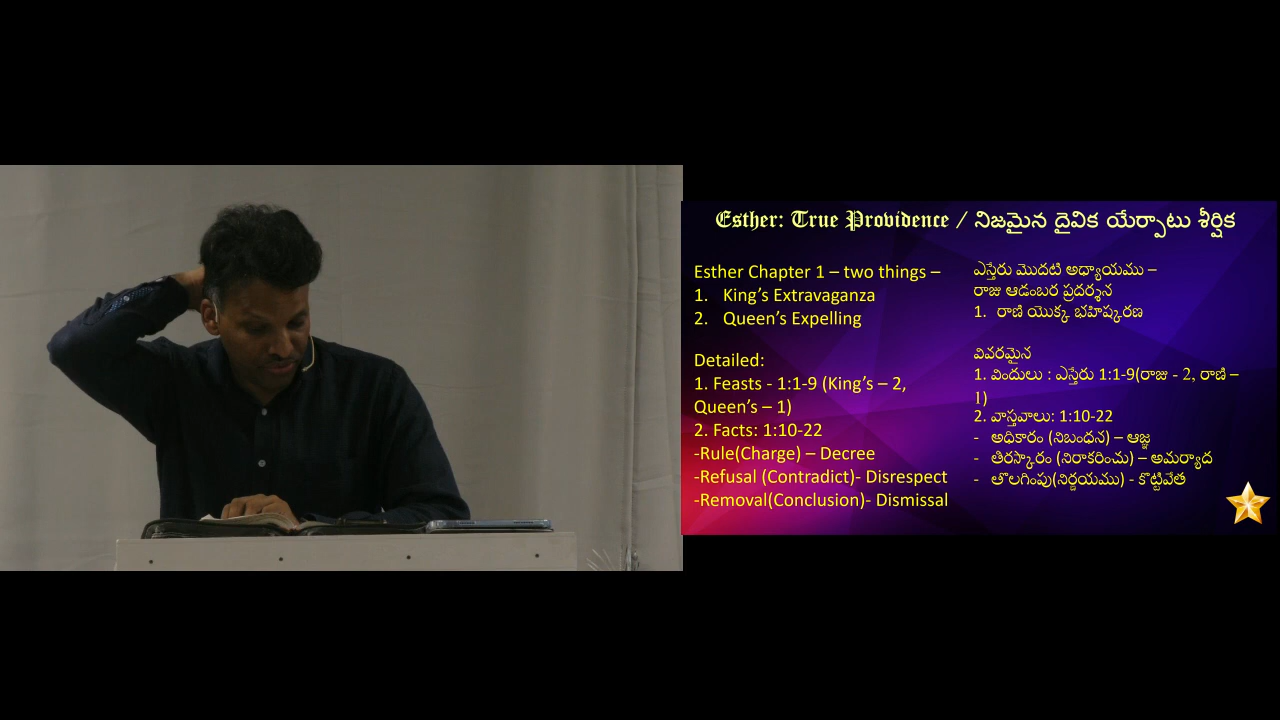 Esther: True Providence / నిజమైన దైవిక యేర్పాటు శీర్షిక
Esther Chapter 1 – two things –
1. King’s Extravaganza
2. Queen’s Expelling
Detailed:
1. Feasts - 1:1-9 (King’s – 2,
Queen’s – 1)
2. Facts: 1:10-22
-Rule(Charge) – Decree
-Refusal (Contradict)- Disrespect
-Removal(Conclusion)- Dismissal
ఎస్తేరు మొదటి అధ్యాయము –
రాజు ఆడంబర ప్రదర్శన
1. రాణి యొక్క భహిష్కరణ
వివరమైన
1. విందులు : ఎస్తేరు 1:1-9(రాజు - 2, రాణి –
1)
2. వాస్తవాలు: 1:10-22
- అధికారం (నిబంధన) – ఆజ్ఞ
- తిరస్కారం (నిరాకరించు) – అమర్యాద
- తొలగింపు(నిర్ణయము) - కొట్టివేత